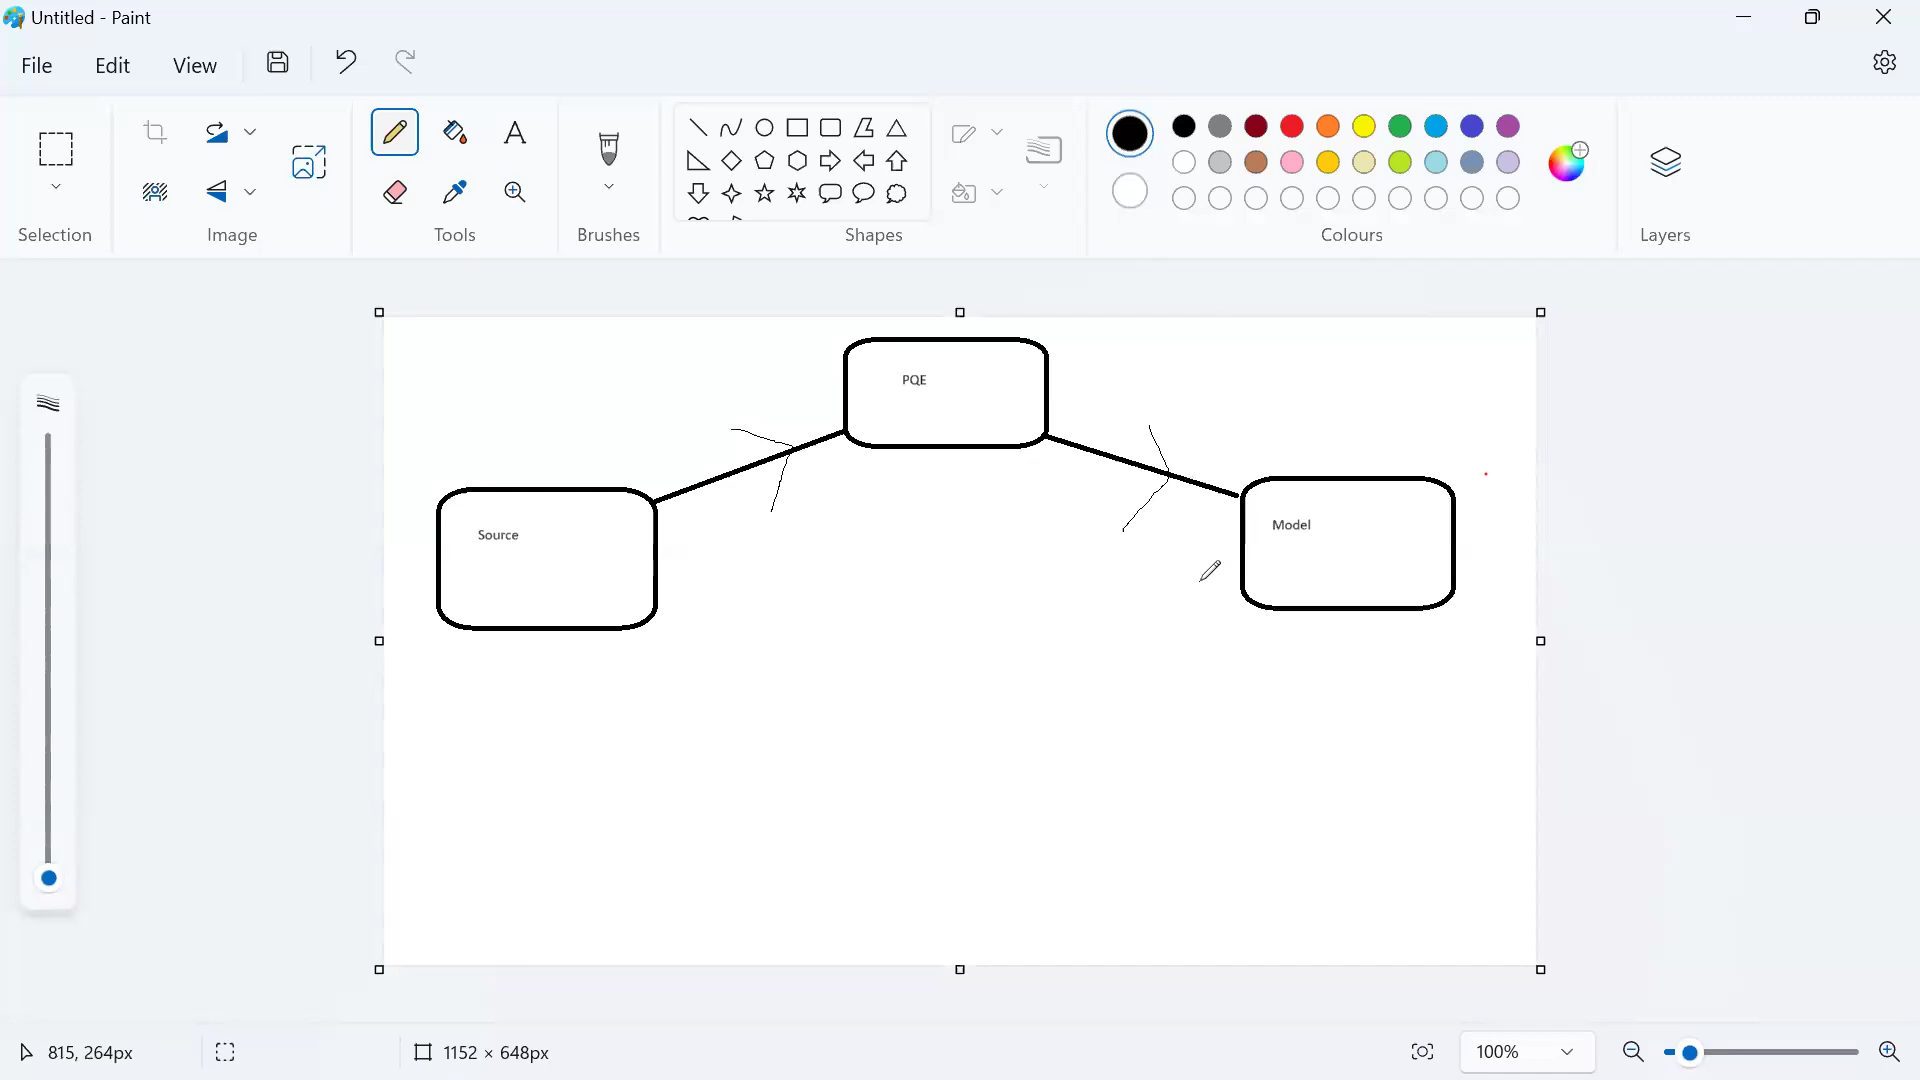 Untitled - Paint
File Edit View
Selection Image Tools Brushes Shapes Colours Layers
PQE
Source
Model
815, 264px
1152 × 648px
100%